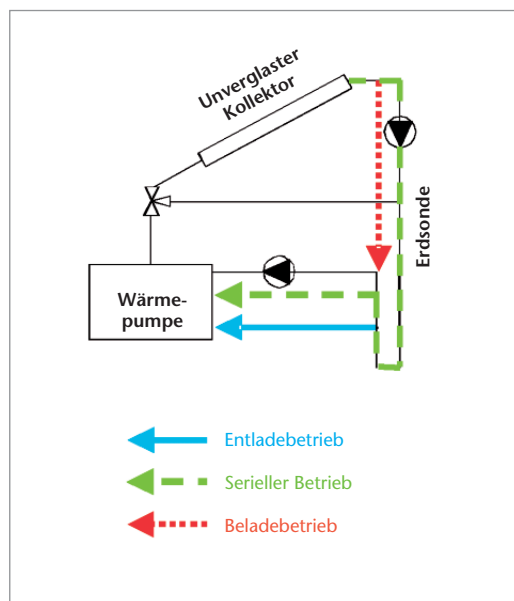 Unverglaster
Kollektor
Erdsonde
Wärme-
pumpe
Entladebetrieb
Serieller Betrieb
Beladebetrieb